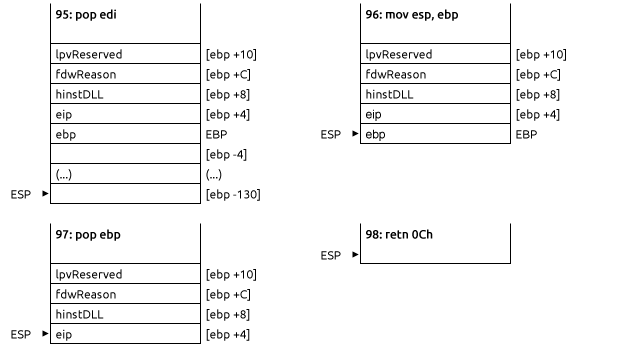 95: pop edi
lpvReserved [ebp +10]
fdwReason [ebp +C]
hinstDLL [ebp +8]
eip [ebp +4]
ebp EBP
[ebp -4]
(...) (...)
ESP [ebp -130]
96: mov esp, ebp
lpvReserved [ebp +10]
fdwReason [ebp +C]
hinstDLL [ebp +8]
eip [ebp +4]
ESP ebp EBP
97: pop ebp
lpvReserved [ebp +10]
fdwReason [ebp +C]
hinstDLL [ebp +8]
ESP eip [ebp +4]
98: retn 0Ch
ESP